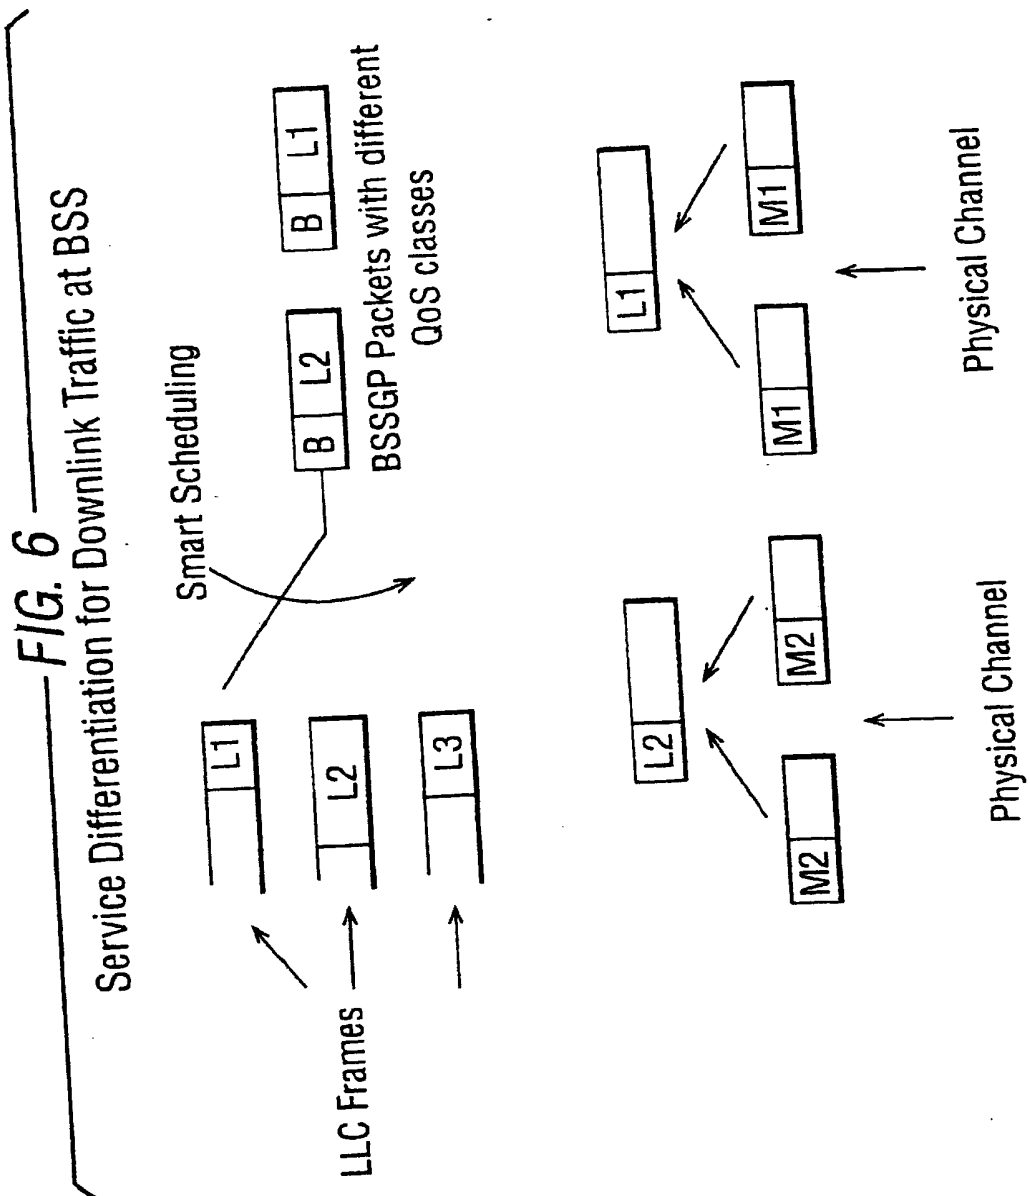 FIG. 6
Service Differentiation for Downlink Traffic at BSS
Smart Scheduling
L1
L2
L3
LLC Frames
B L2
B L1
BSSGP Packets with different
QoS classes
L2
M2
M2
Physical Channel
L1
M1
M1
Physical Channel